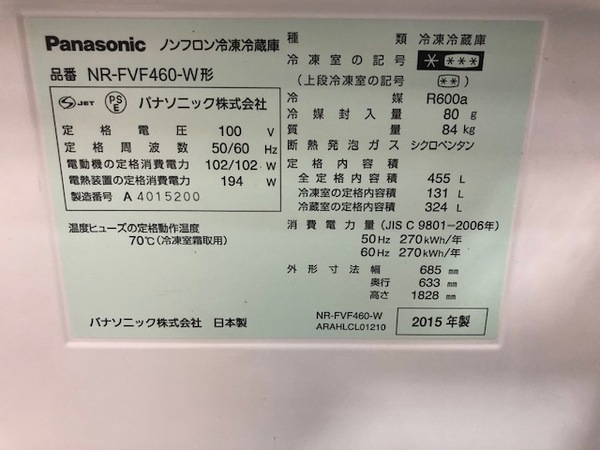 Panasonic ノンフロン冷凍冷蔵庫
品番 NR-FVF460-W形
JET PSE パナソニック株式会社
定格電圧 100 V
定格周波数 50/60 Hz
電動機の定格消費電力 102/102 W
電熱装置の定格消費電力 194 W
製造番号 A 4015200
温度ヒューズの定格動作温度
70℃(冷凍室霜取用)
パナソニック株式会社 日本製
種類 冷凍冷蔵庫
冷凍室の記号 * ***
(上段冷凍室の記号 **)
冷媒 R600a
冷媒封入量 80 g
質量 84 kg
断熱発泡ガス シクロペンタン
定格内容積
全定格内容積 455 L
冷凍室の定格内容積 131 L
冷蔵室の定格内容積 324 L
消費電力量 (JIS C 9801-2006年)
50Hz 270kWh/年
60Hz 270kWh/年
外形寸法 幅 685 mm
奥行 633 mm
高さ 1828 mm
NR-FVF460-W
ARAHLCL01210
2015年製